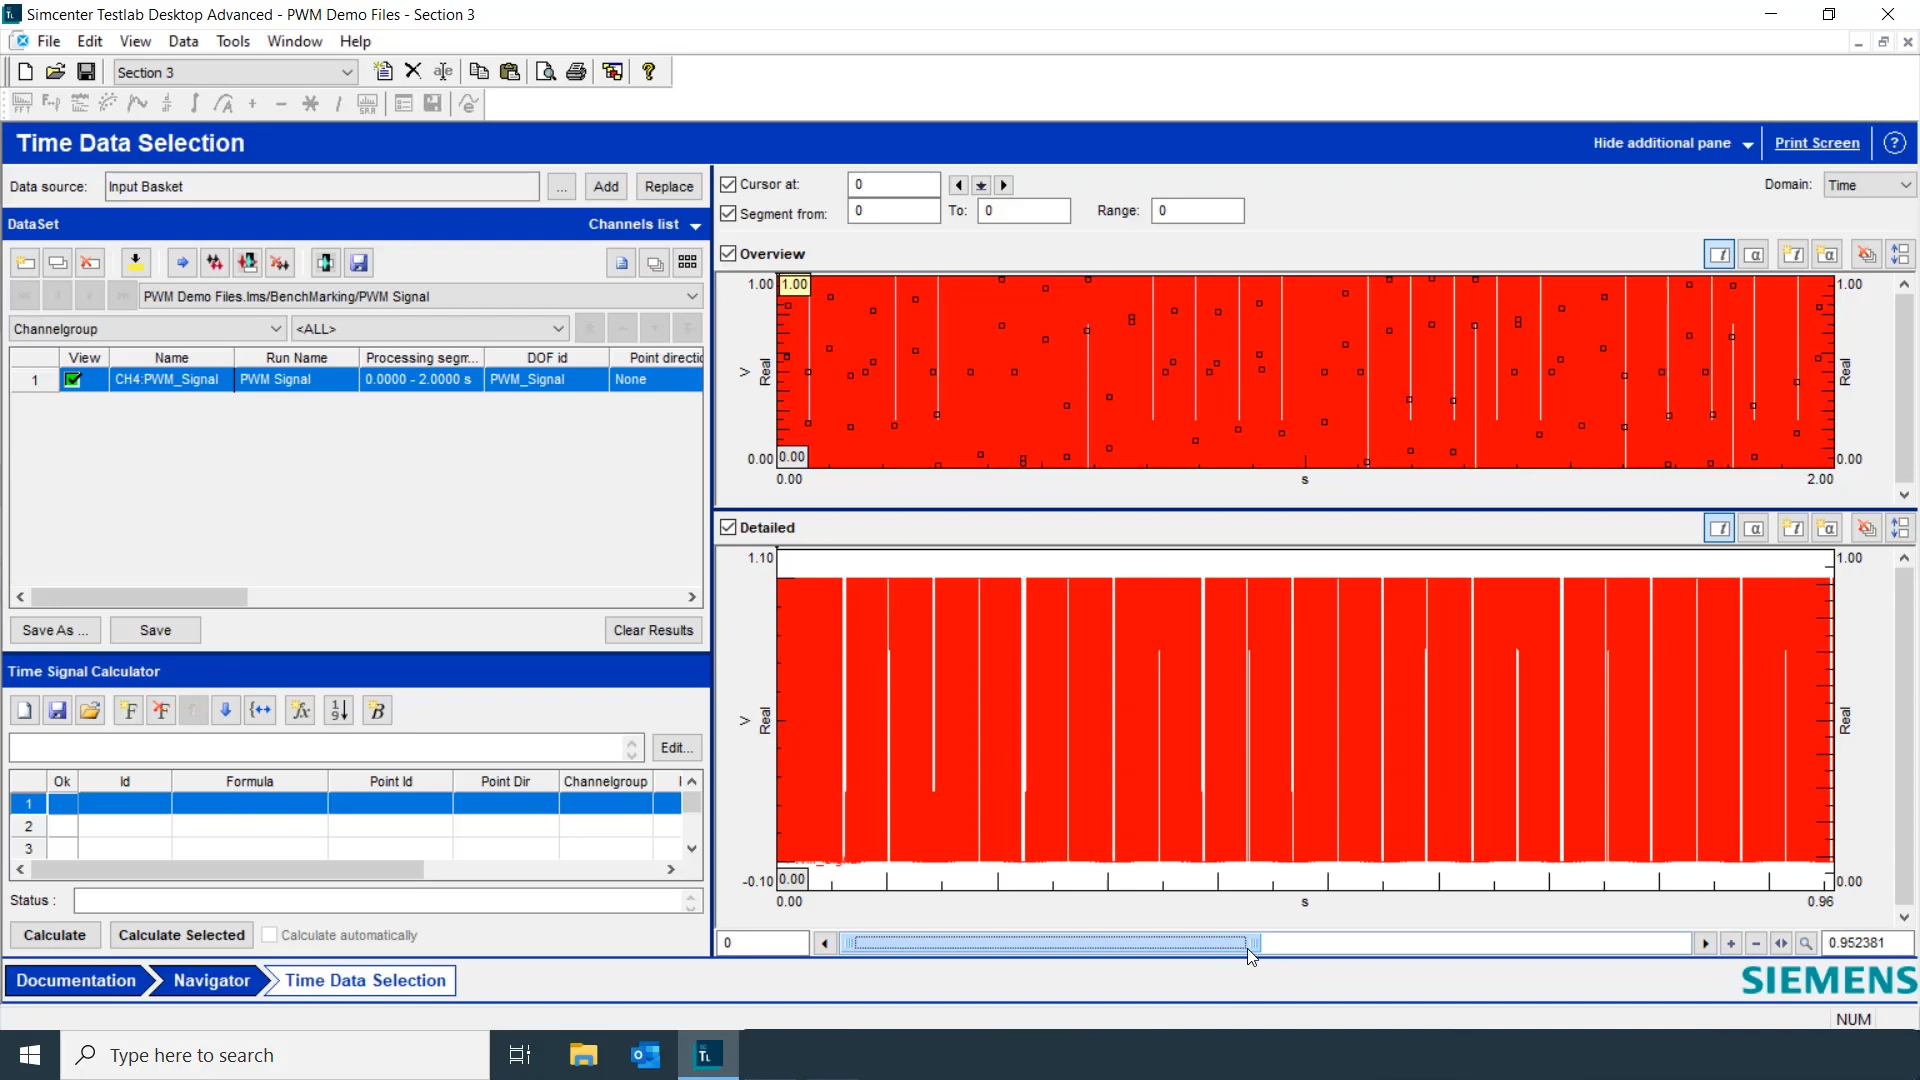 Simcenter Testlab Desktop Advanced - PWM Demo Files - Section 3
File Edit View Data Tools Window Help
Section 3
Time Data Selection
Hide additional pane
Print Screen
Data source: Input Basket ... Add Replace
DataSet
Channels list
PWM Demo Files.lms/BenchMarking/PWM Signal
Channelgroup <ALL>
View Name Run Name Processing segm... DOF id Point directio
1 CH4:PWM_Signal PWM Signal 0.0000 - 2.0000 s PWM_Signal None
Save As ... Save Clear Results
Time Signal Calculator
Edit...
Ok Id Formula Point Id Point Dir Channelgroup
1
2
3
Status :
Calculate Calculate Selected Calculate automatically
Cursor at: 0
Domain: Time
Segment from: 0 To: 0 Range: 0
Overview
1.00 1.00 1.00
V Real Real
0.00 0.00 0.00
0.00 s 2.00
Detailed
1.10 1.00
V Real Real
-0.10 0.00 0.00
0.00 s 0.96
0 0.952381
Documentation Navigator Time Data Selection
SIEMENS
NUM
Type here to search